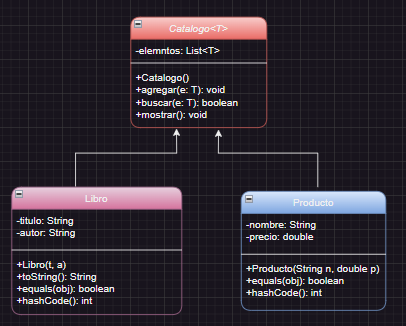 Catalogo<T>
-elemntos: List<T>
+Catalogo()
+agregar(e: T): void
+buscar(e: T): boolean
+mostrar(): void
Libro
-titulo: String
-autor: String
+Libro(t, a)
+toString(): String
+equals(obj): boolean
+hashCode(): int
Producto
-nombre: String
-precio: double
+Producto(String n, double p)
+equals(obj): boolean
+hashCode(): int